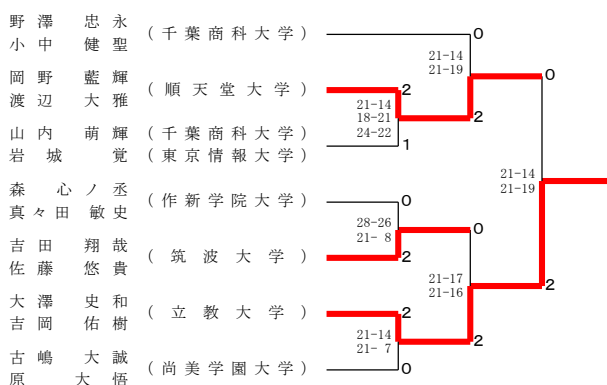 野澤 忠永
小中 健聖
(千葉商科大学)
0
岡野 藍輝
渡辺 大雅
(順天堂大学)
2
21-14
21-19
0
21-14
18-21
24-22
2
山内 萌輝 (千葉商科大学)
岩城 覚 (東京情報大学)
1
21-14
21-19
森 心ノ丞
真々田 敏史
(作新学院大学)
0
28-26
21- 8
0
吉田 翔哉
佐藤 悠貴
(筑波大学)
2
21-17
21-16
2
大澤 史和
吉岡 佑樹
(立教大学)
2
21-14
21- 7
2
古嶋 大誠
原 大悟
(尚美学園大学)
0